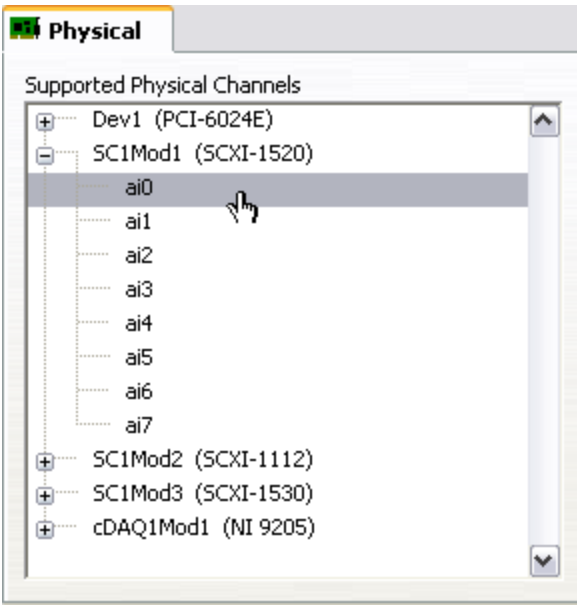 Physical
Supported Physical Channels
Dev1 (PCI-6024E)
SC1Mod1 (SCXI-1520)
ai0
ai1
ai2
ai3
ai4
ai5
ai6
ai7
SC1Mod2 (SCXI-1112)
SC1Mod3 (SCXI-1530)
cDAQ1Mod1 (NI 9205)